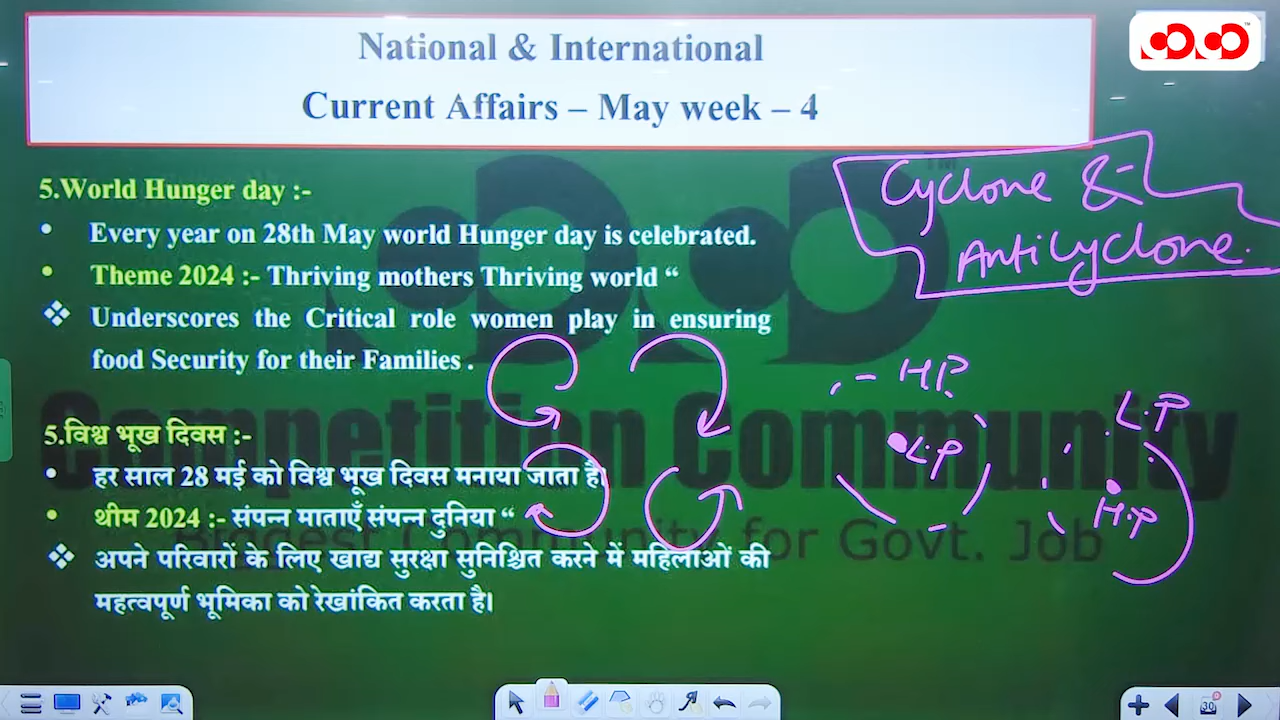 National & International
Current Affairs – May week – 4
5.World Hunger day :-
• Every year on 28th May world Hunger day is celebrated.
• Theme 2024 :- Thriving mothers Thriving world “
❖ Underscores the Critical role women play in ensuring
food Security for their Families .
5.विश्व भूख दिवस :-
• हर साल 28 मई को विश्व भूख दिवस मनाया जाता है।
• थीम 2024 :- संपन्न माताएँ संपन्न दुनिया “
❖ अपने परिवारों के लिए खाद्य सुरक्षा सुनिश्चित करने में महिलाओं की
महत्वपूर्ण भूमिका को रेखांकित करता है।
Cyclone &
Anticyclone.
H.P.
L.P
L.P
H.P
Competition Community
Biggest Community for Govt. Job
TM
30